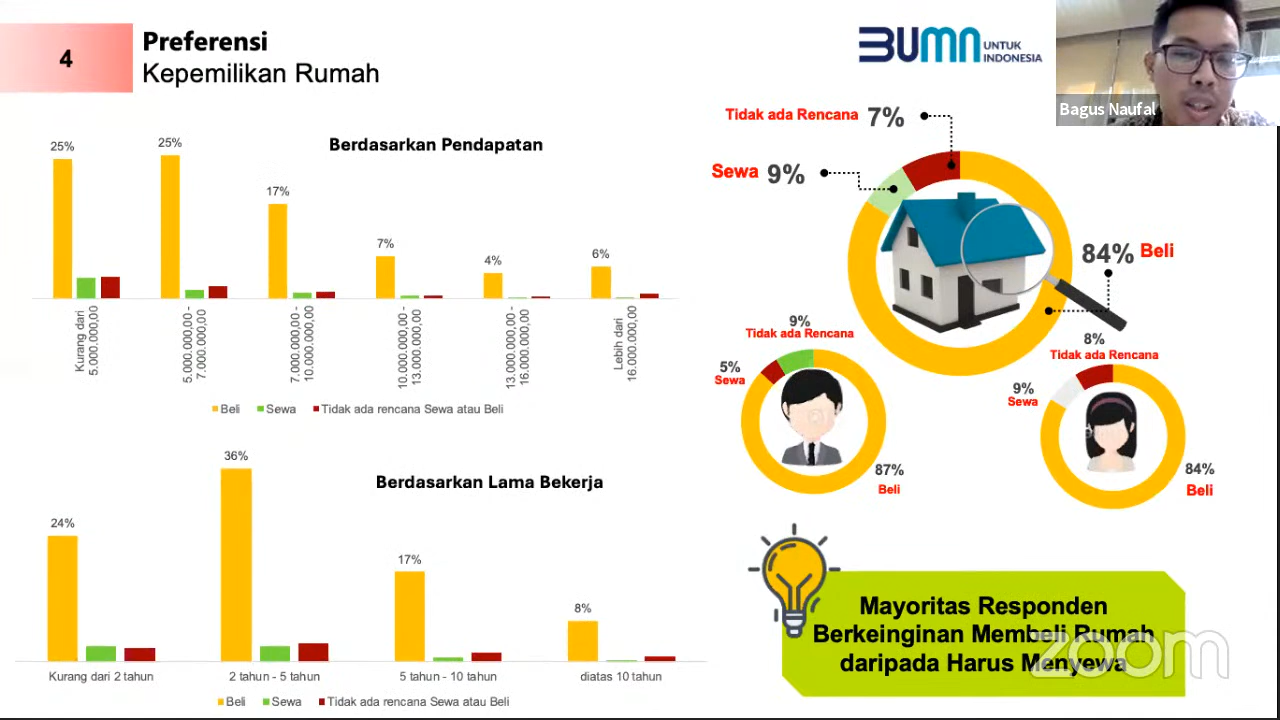 4
Preferensi
Kepemilikan Rumah
BUMN UNTUK
INDONESIA
Bagus Naufal
Berdasarkan Pendapatan
25%
25%
17%
7%
4%
6%
Kurang dari
5.000.000,00
5.000.000,00 -
7.000.000,00
7.000.000,00 -
10.000.000,00
10.000.000,00 -
13.000.000,00
13.000.000,00 -
16.000.000,00
Lebih dari
16.000.000,00
Beli Sewa Tidak ada rencana Sewa atau Beli
Berdasarkan Lama Bekerja
24%
36%
17%
8%
Kurang dari 2 tahun
2 tahun - 5 tahun
5 tahun - 10 tahun
diatas 10 tahun
Beli Sewa Tidak ada rencana Sewa atau Beli
Tidak ada Rencana 7%
Sewa 9%
84% Beli
9%
Tidak ada Rencana
5%
Sewa
87%
Beli
8%
Tidak ada Rencana
9%
Sewa
84%
Beli
Mayoritas Responden
Berkeinginan Membeli Rumah
daripada Harus Menyewa
zoom